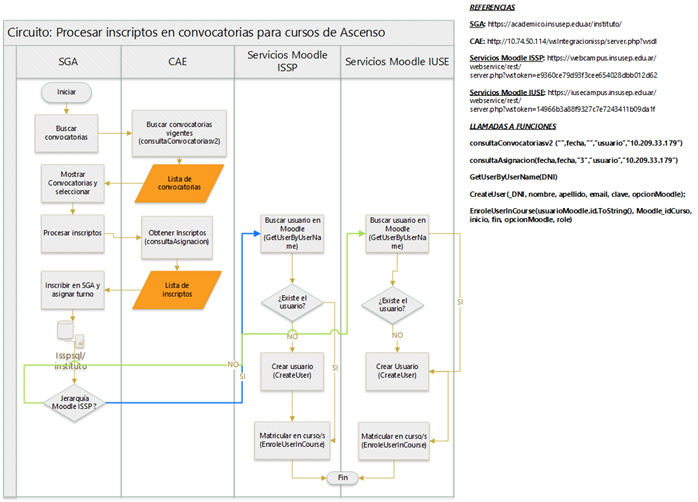 Circuito: Procesar inscriptos en convocatorias para cursos de Ascenso
SGA
CAE
Servicios Moodle
ISSP
Servicios Moodle IUSE
Iniciar
Buscar
convocatorias
Buscar convocatorias
vigentes
(consultaConvocatoriasv2)
Mostrar
Convocatorias y
seleccionar
Lista de
convocatorias
Procesar inscriptos
Obtener Inscriptos
(consultaAsignacion)
Inscribir en SGA y
asignar turno
Lista de
inscriptos
Isspsql/
instituto
Jerarquía
Moodle ISSP ?
NO
SI
Buscar usuario en
Moodle
(GetUserByUserNa
me)
¿Existe el
usuario?
NO
SI
Crear usuario
(CreateUser)
Matricular en curso/s
(EnroleUserInCourse)
Buscar usuario en
Moodle
(GetUserByUserNa
me)
¿Existe el
usuario?
NO
SI
Crear Usuario
(CreateUser)
Matricular en curso/s
(EnroleUserInCourse)
Fin
REFERENCIAS
SGA: https://academico.insusep.edu.ar/instituto/
CAE: http://10.74.50.114/wsIntegracionissp/server.php?wsdl
Servicios Moodle ISSP: https://webcampus.insusep.edu.ar/
webservice/rest/
server.php?wstoken=e9360ce79d93f3cee654028dbb012d62
Servicios Moodle IUSE: https://iusecampus.insusep.edu.ar/
webservice/rest/
server.php?wstoken=14966b3a88f9327c7e7243411b09da1f
LLAMADAS A FUNCIONES
consultaConvocatoriasv2 ("",fecha,"","usuario","10.209.33.179")
consultaAsignacion(fecha,fecha,"3","usuario","10.209.33.179")
GetUserByUserName(DNI)
CreateUser(_DNI, nombre, apellido, email, clave, opcionMoodle);
EnroleUserInCourse(usuarioMoodle.id.ToString(), Moodle_idCurso,
inicio, fin, opcionMoodle, role)